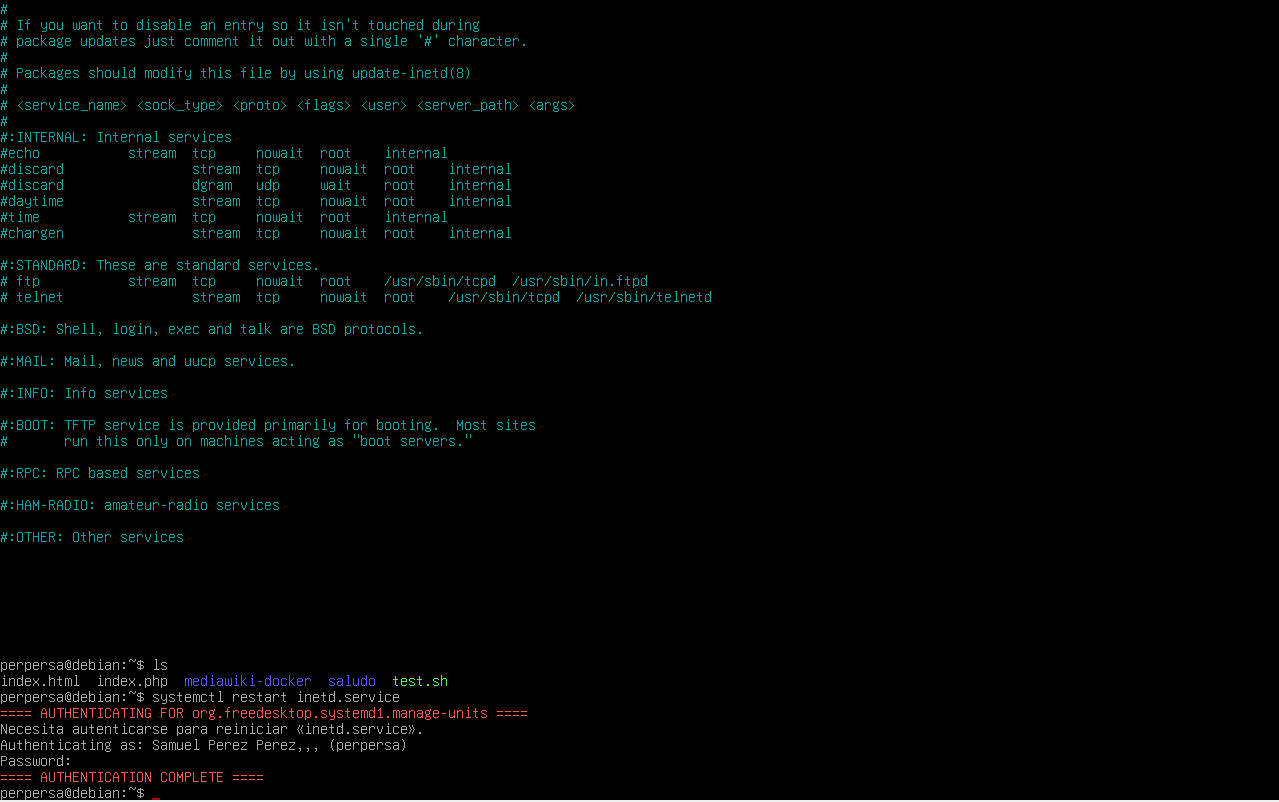 #
# If you want to disable an entry so it isn't touched during
# package updates just comment it out with a single '#' character.
#
# Packages should modify this file by using update-inetd(8)
#
# <service_name> <sock_type> <proto> <flags> <user> <server_path> <args>
#
#:INTERNAL: Internal services
#echo           stream  tcp     nowait  root    internal
#discard                stream  tcp     nowait  root    internal
#discard                dgram   udp     wait    root    internal
#daytime                stream  tcp     nowait  root    internal
#time           stream  tcp     nowait  root    internal
#chargen                stream  tcp     nowait  root    internal
#:STANDARD: These are standard services.
# ftp           stream  tcp     nowait  root    /usr/sbin/tcpd  /usr/sbin/in.ftpd
# telnet                stream  tcp     nowait  root    /usr/sbin/tcpd  /usr/sbin/telnetd
#:BSD: Shell, login, exec and talk are BSD protocols.
#:MAIL: Mail, news and uucp services.
#:INFO: Info services
#:BOOT: TFTP service is provided primarily for booting.  Most sites
#       run this only on machines acting as "boot servers."
#:RPC: RPC based services
#:HAM-RADIO: amateur-radio services
#:OTHER: Other services
perpersa@debian:~$ ls
index.html  index.php  mediawiki-docker  saludo  test.sh
perpersa@debian:~$ systemctl restart inetd.service
==== AUTHENTICATING FOR org.freedesktop.systemd1.manage-units ====
Necesita autenticarse para reiniciar «inetd.service».
Authenticating as: Samuel Perez Perez,,, (perpersa)
Password:
==== AUTHENTICATION COMPLETE ====
perpersa@debian:~$ _